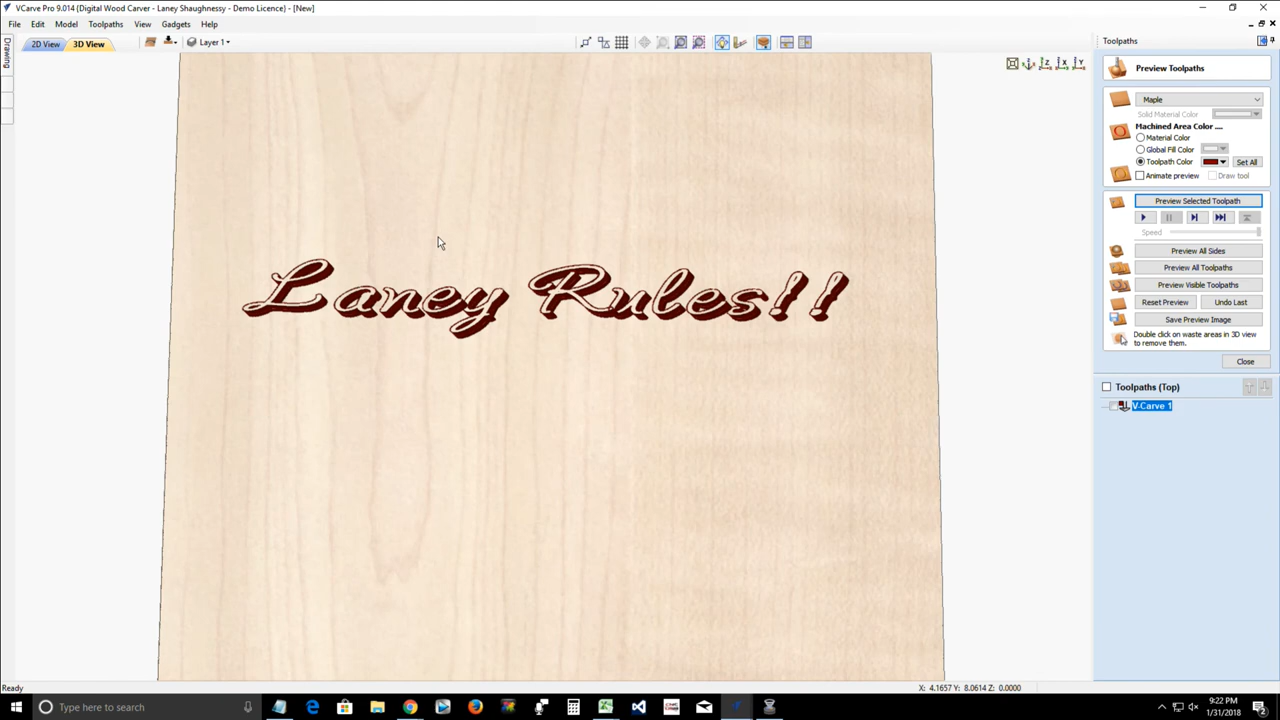 VCarve Pro 9.014 {Digital Wood Carver - Laney Shaughnessy - Demo Licence} - [New]
File Edit Model Toolpaths View Gadgets Help
2D View 3D View Layer 1
Drawing
Toolpaths
Preview Toolpaths
Maple
Solid Material Color
Machined Area Color ....
Material Color
Global Fill Color
Toolpath Color Set All
Animate preview Draw tool
Preview Selected Toolpath
Speed
Preview All Sides
Preview All Toolpaths
Preview Visible Toolpaths
Reset Preview Undo Last
Save Preview Image
Double click on waste areas in 3D view
to remove them.
Close
Toolpaths (Top)
V-Carve 1
Laney Rules!!
Ready
X: 4.1657 Y: 8.0614 Z: 0.0000
Type here to search
9:22 PM
1/31/2018